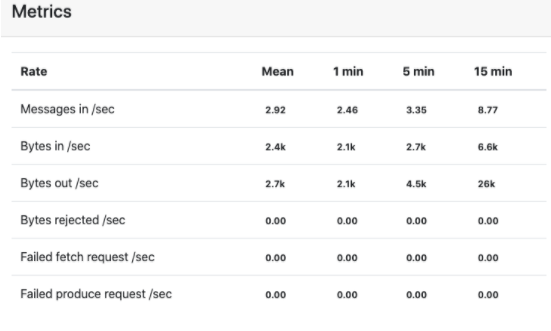 Metrics
Rate Mean 1 min 5 min 15 min
Messages in /sec 2.92 2.46 3.35 8.77
Bytes in /sec 2.4k 2.1k 2.7k 6.6k
Bytes out /sec 2.7k 2.1k 4.5k 26k
Bytes rejected /sec 0.00 0.00 0.00 0.00
Failed fetch request /sec 0.00 0.00 0.00 0.00
Failed produce request /sec 0.00 0.00 0.00 0.00